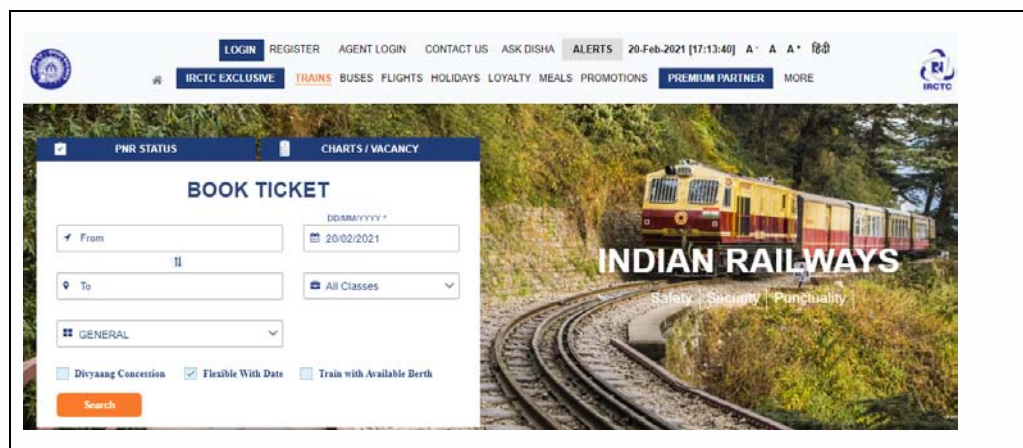 LOGIN REGISTER AGENT LOGIN CONTACT US ASK DISHA ALERTS 20-Feb-2021 [17:13:40] A- A A+ हिंदी
IRCTC EXCLUSIVE TRAINS BUSES FLIGHTS HOLIDAYS LOYALTY MEALS PROMOTIONS PREMIUM PARTNER MORE
IRCTC
PNR STATUS
CHARTS / VACANCY
BOOK TICKET
DD/MM/YYYY *
From
20/02/2021
To
All Classes
GENERAL
Divyaang Concession
Flexible With Date
Train with Available Berth
Search
INDIAN RAILWAYS
Safety | Security | Punctuality |